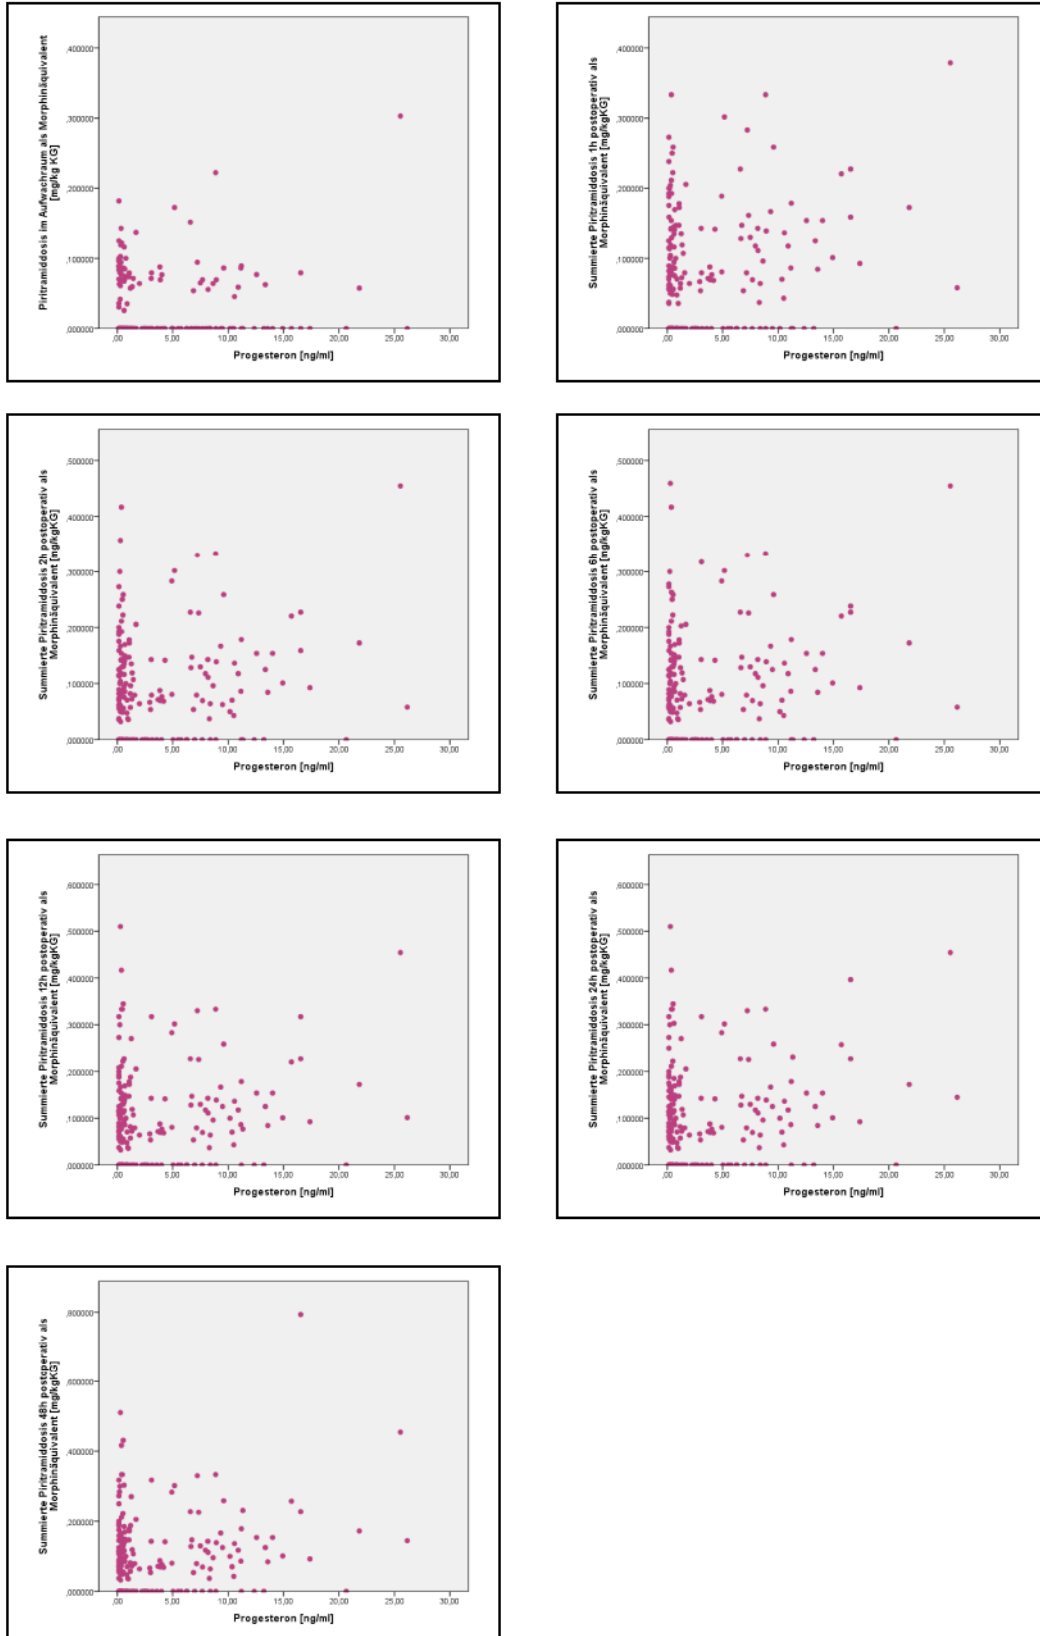 Piritramiddosis im Aufwachraum als Morphinäquivalent
[mg/kg KG]
,400000
,300000
,200000
,100000
,000000
,00 5,00 10,00 15,00 20,00 25,00 30,00
Progesteron [ng/ml]
Summierte Piritramiddosis 1h postoperativ als
Morphinäquivalent [mg/kgKG]
,400000
,300000
,200000
,100000
,000000
,00 5,00 10,00 15,00 20,00 25,00 30,00
Progesteron [ng/ml]
Summierte Piritramiddosis 2h postoperativ als
Morphinäquivalent [mg/kgKG]
,500000
,400000
,300000
,200000
,100000
,000000
,00 5,00 10,00 15,00 20,00 25,00 30,00
Progesteron [ng/ml]
Summierte Piritramiddosis 6h postoperativ als
Morphinäquivalent [mg/kgKG]
,500000
,400000
,300000
,200000
,100000
,000000
,00 5,00 10,00 15,00 20,00 25,00 30,00
Progesteron [ng/ml]
Summierte Piritramiddosis 12h postoperativ als
Morphinäquivalent [mg/kgKG]
,600000
,500000
,400000
,300000
,200000
,100000
,000000
,00 5,00 10,00 15,00 20,00 25,00 30,00
Progesteron [ng/ml]
Summierte Piritramiddosis 24h postoperativ als
Morphinäquivalent [mg/kgKG]
,600000
,500000
,400000
,300000
,200000
,100000
,000000
,00 5,00 10,00 15,00 20,00 25,00 30,00
Progesteron [ng/ml]
Summierte Piritramiddosis 48h postoperativ als
Morphinäquivalent [mg/kgKG]
,800000
,600000
,400000
,200000
,000000
,00 5,00 10,00 15,00 20,00 25,00 30,00
Progesteron [ng/ml]